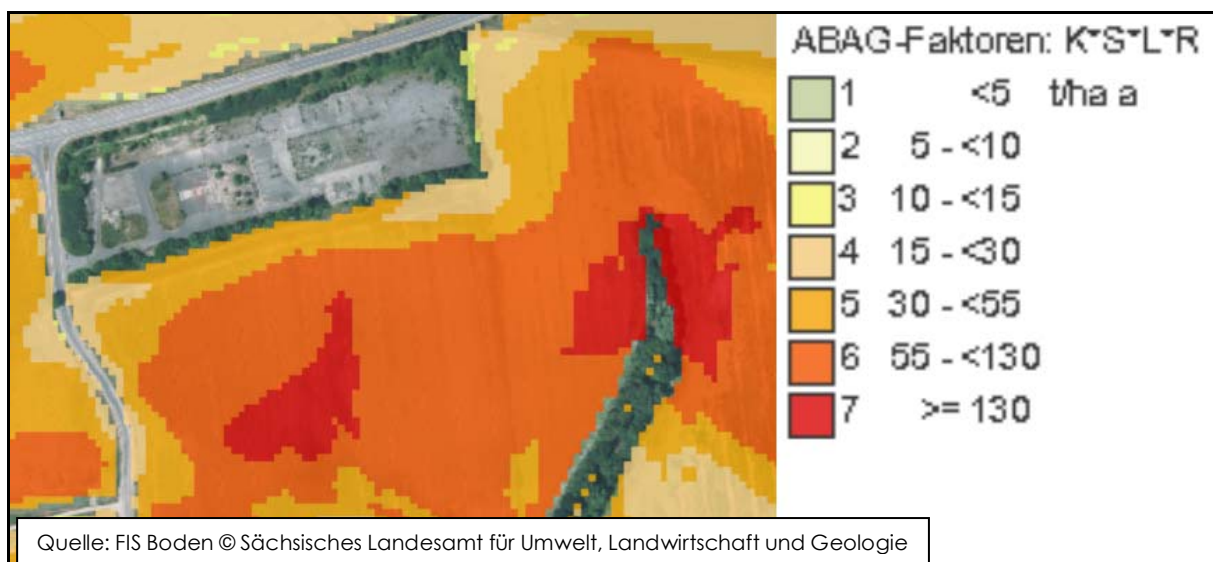 ABAG-Faktoren: K*S*L*R
1 <5 t/ha a
2 5 - <10
3 10 - <15
4 15 - <30
5 30 - <55
6 55 - <130
7 >= 130
Quelle: FIS Boden © Sächsisches Landesamt für Umwelt, Landwirtschaft und Geologie